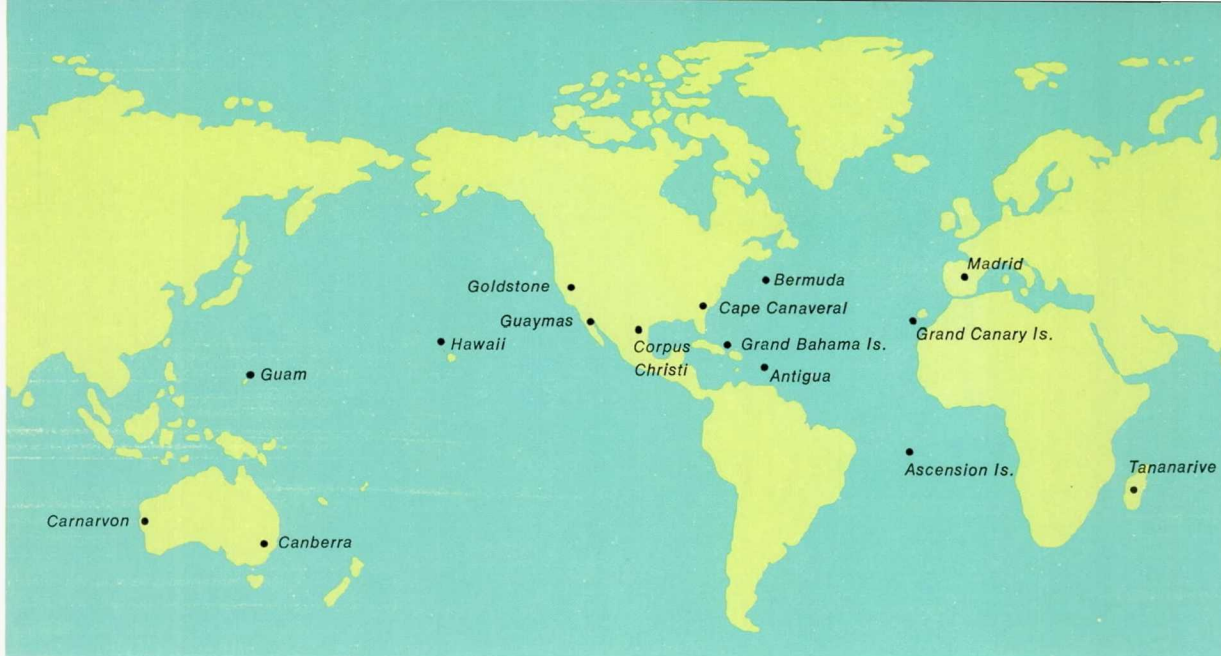 Madrid
Bermuda
Goldstone
Cape Canaveral
Guaymas
Grand Canary Is.
Hawaii
Corpus
Christi
Grand Bahama Is.
Guam
Antigua
Ascension Is.
Tananarive
Carnarvon
Canberra